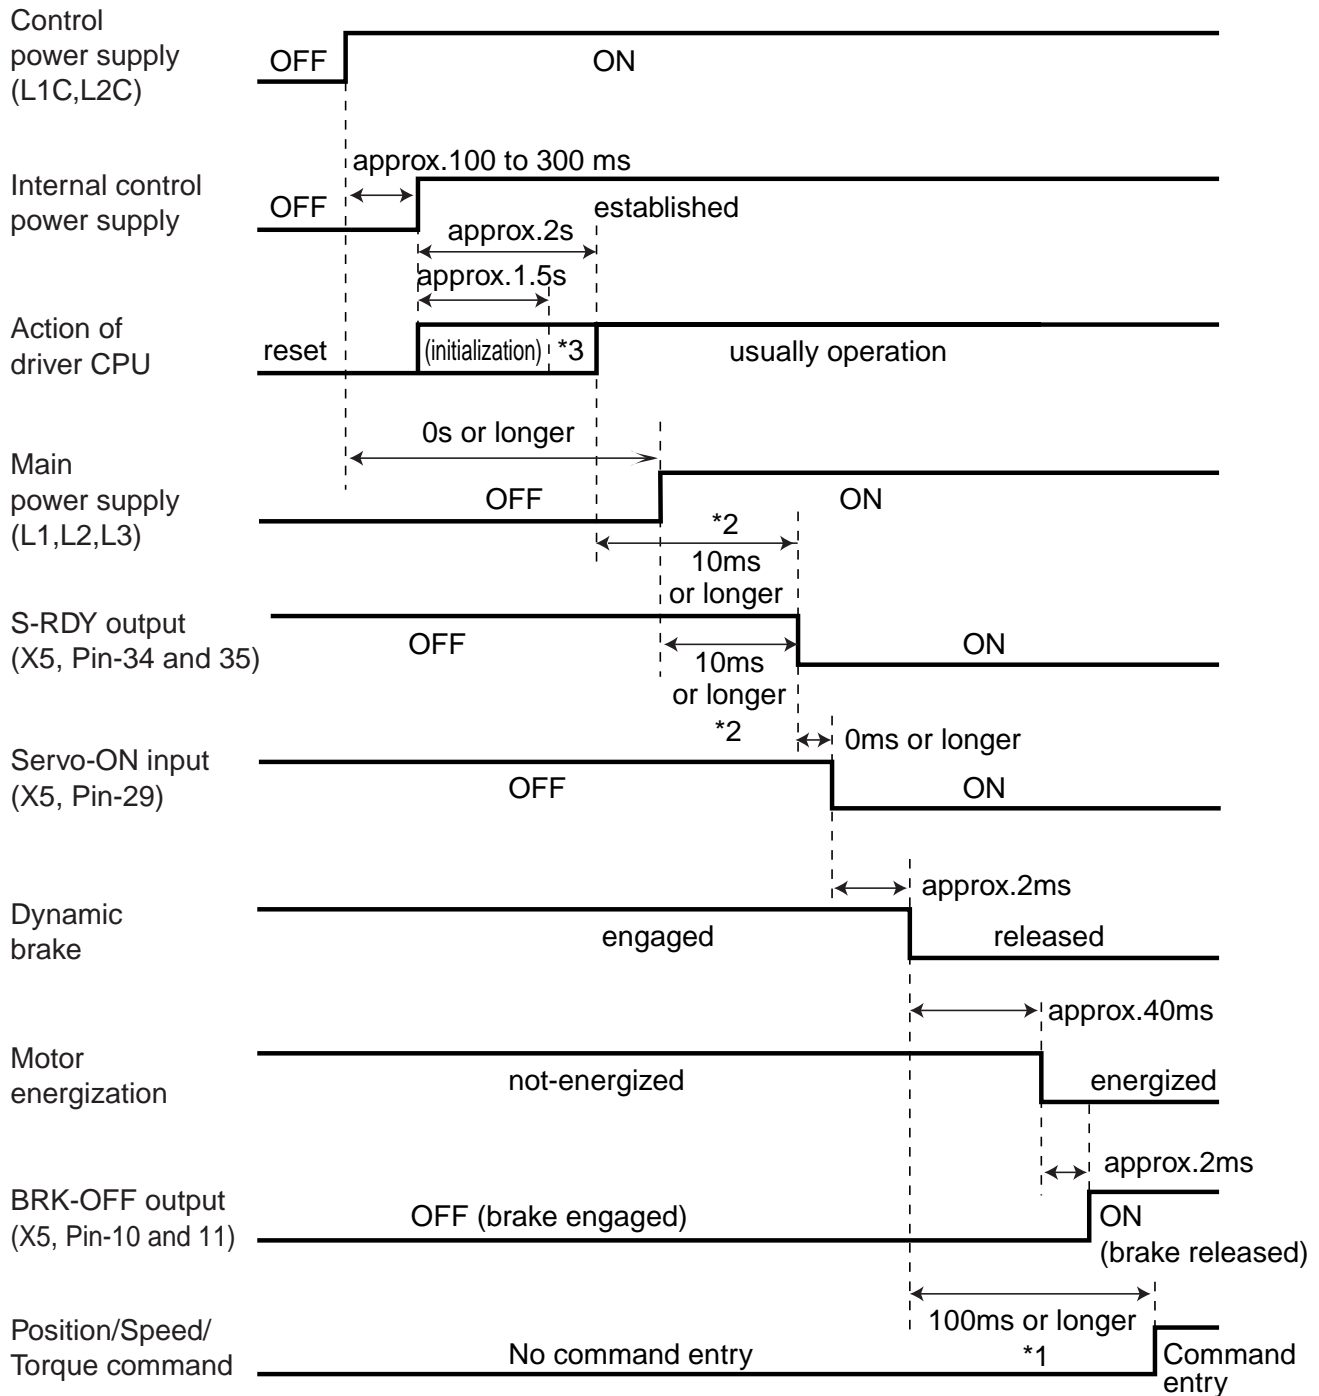 Control
power supply
(L1C,L2C)
OFF
ON
approx.100 to 300 ms
Internal control
power supply
OFF
established
approx.2s
approx.1.5s
Action of
driver CPU
reset
(initialization)
*3
usually operation
0s or longer
Main
power supply
(L1,L2,L3)
OFF
ON
*2
10ms
or longer
S-RDY output
(X5, Pin-34 and 35)
OFF
ON
10ms
or longer
*2
0ms or longer
Servo-ON input
(X5, Pin-29)
OFF
ON
approx.2ms
Dynamic
brake
engaged
released
approx.40ms
Motor
energization
not-energized
energized
approx.2ms
BRK-OFF output
(X5, Pin-10 and 11)
OFF (brake engaged)
ON
(brake released)
100ms or longer
*1
Position/Speed/
Torque command
No command entry
Command
entry